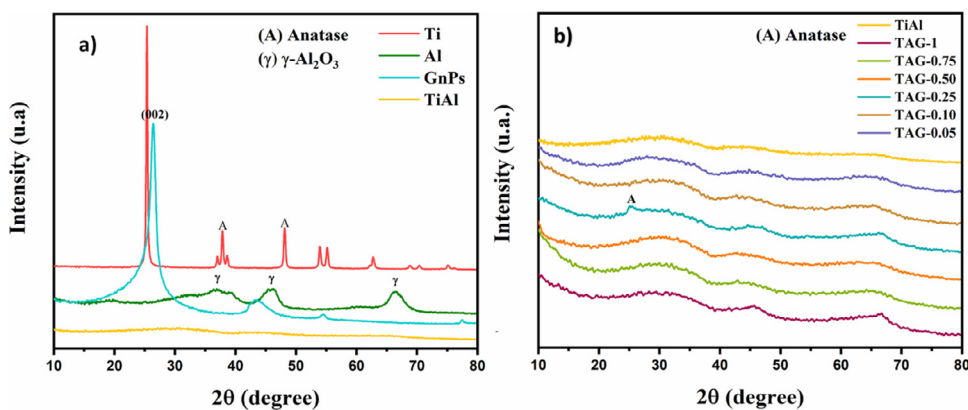 a)
(A) Anatase
(γ) γ-Al₂O₃
Ti
Al
GnPs
TiAl
(002)
A
A
γ
γ
γ
Intensity (u.a)
10 20 30 40 50 60 70 80
2θ (degree)
b)
(A) Anatase
TiAl
TAG-1
TAG-0.75
TAG-0.50
TAG-0.25
TAG-0.10
TAG-0.05
A
Intensity (u.a.)
10 20 30 40 50 60 70 80
2θ (degree)